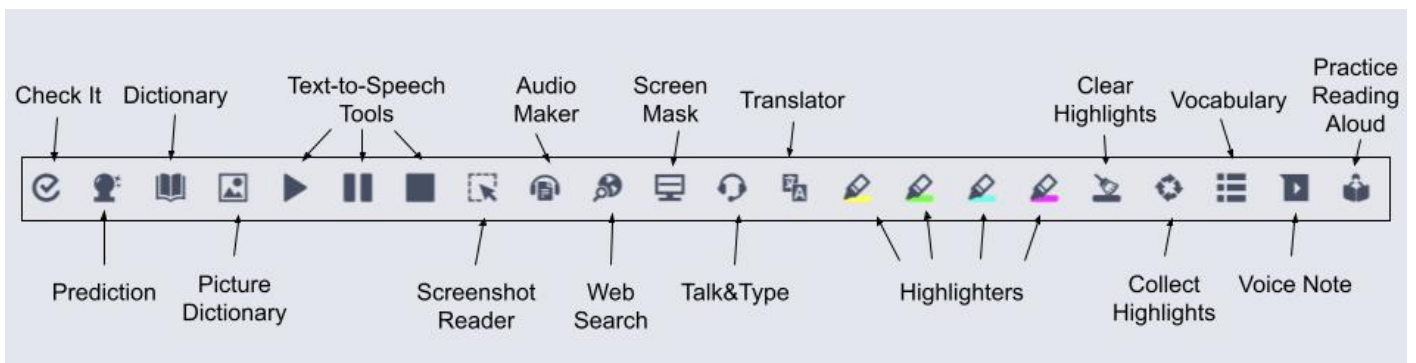 Check It
Dictionary
Text-to-Speech
Tools
Audio
Maker
Screen
Mask
Translator
Clear
Highlights
Vocabulary
Practice
Reading
Aloud
Prediction
Picture
Dictionary
Screenshot
Reader
Web
Search
Talk&Type
Highlighters
Collect
Highlights
Voice Note